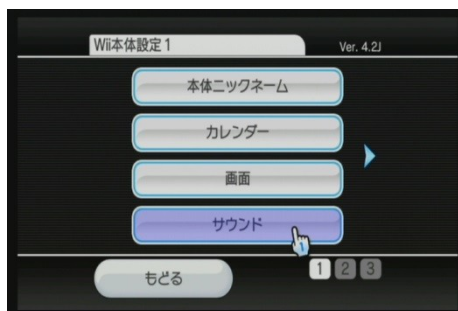 Wii本体設定 1
Ver. 4.2J
本体ニックネーム
カレンダー
画面
サウンド
1
もどる
1 2 3